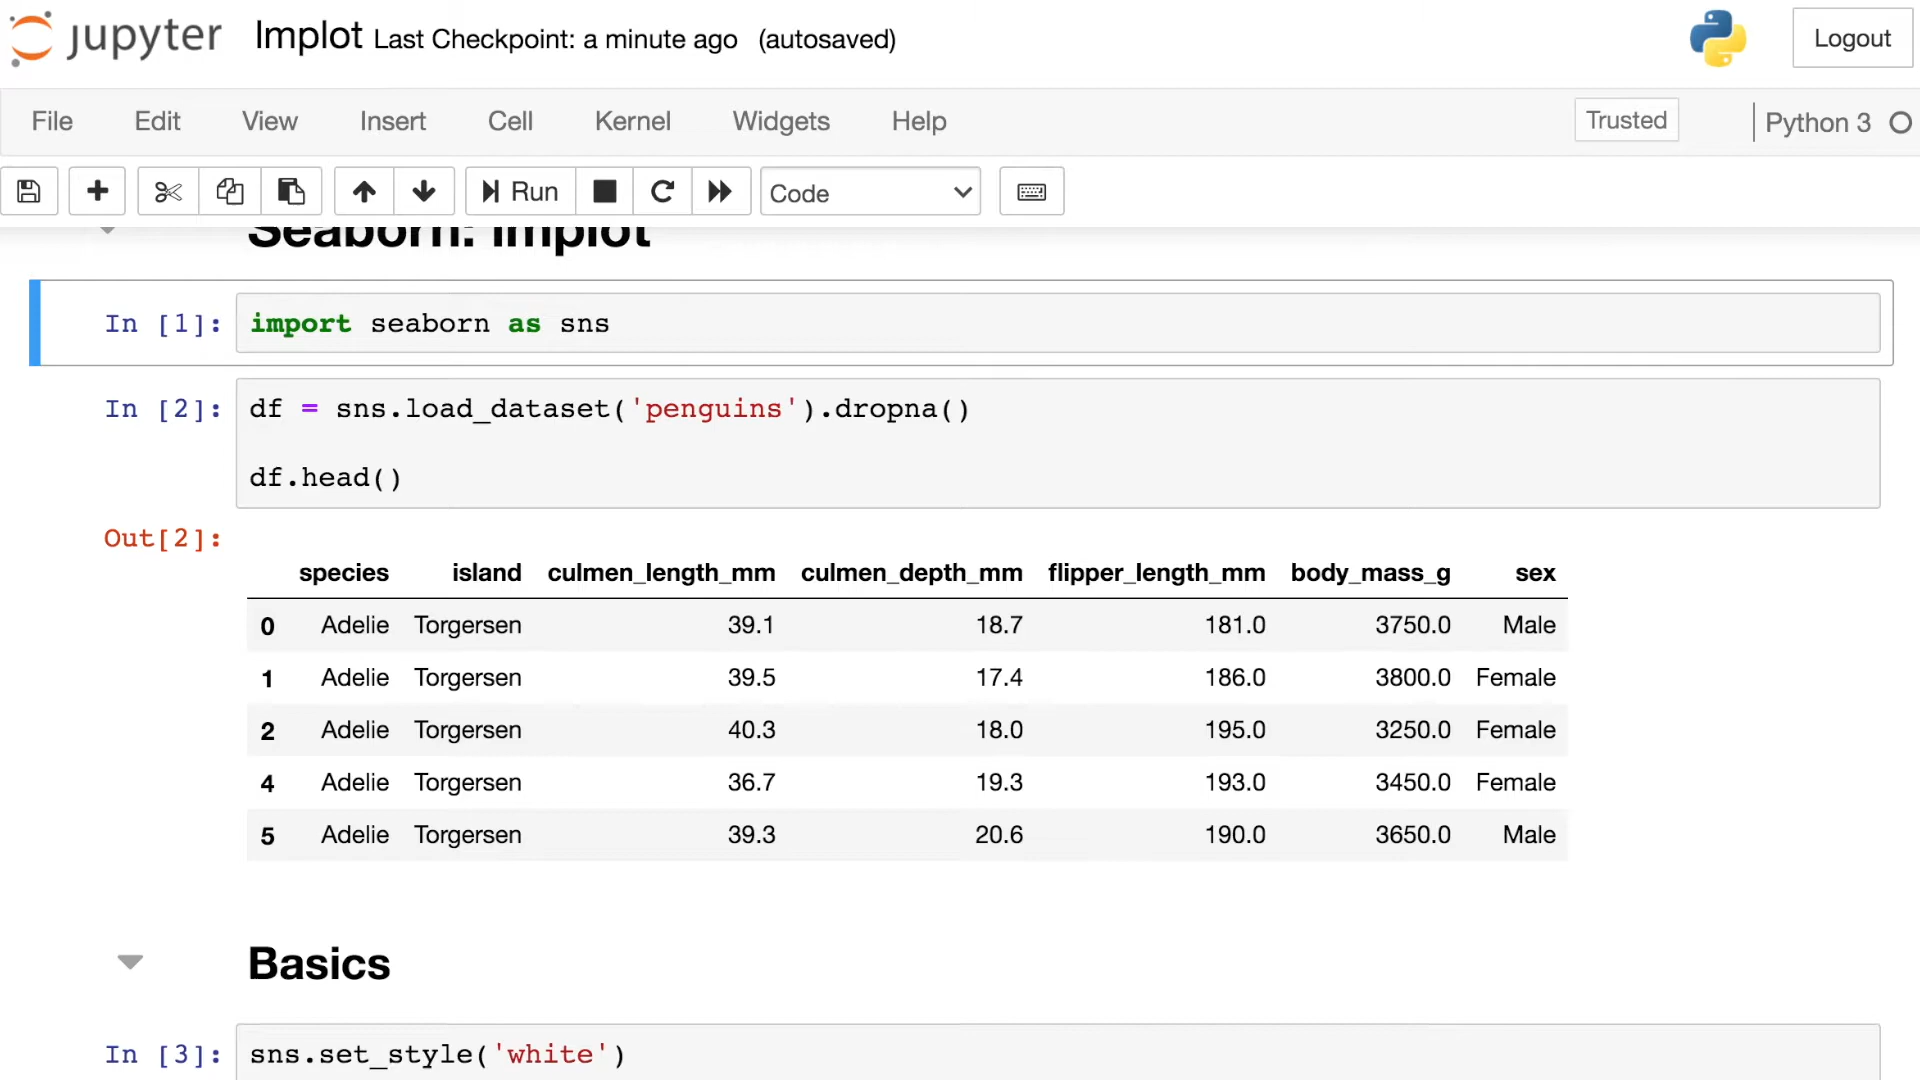 jupyter lmplot Last Checkpoint: a minute ago (autosaved) Logout
File Edit View Insert Cell Kernel Widgets Help Trusted Python 3
Run Code
Seaborn: lmplot
In [1]: import seaborn as sns
In [2]: df = sns.load_dataset('penguins').dropna()
df.head()
Out[2]:
species island culmen_length_mm culmen_depth_mm flipper_length_mm body_mass_g sex
0 Adelie Torgersen 39.1 18.7 181.0 3750.0 Male
1 Adelie Torgersen 39.5 17.4 186.0 3800.0 Female
2 Adelie Torgersen 40.3 18.0 195.0 3250.0 Female
4 Adelie Torgersen 36.7 19.3 193.0 3450.0 Female
5 Adelie Torgersen 39.3 20.6 190.0 3650.0 Male
Basics
In [3]: sns.set_style('white')